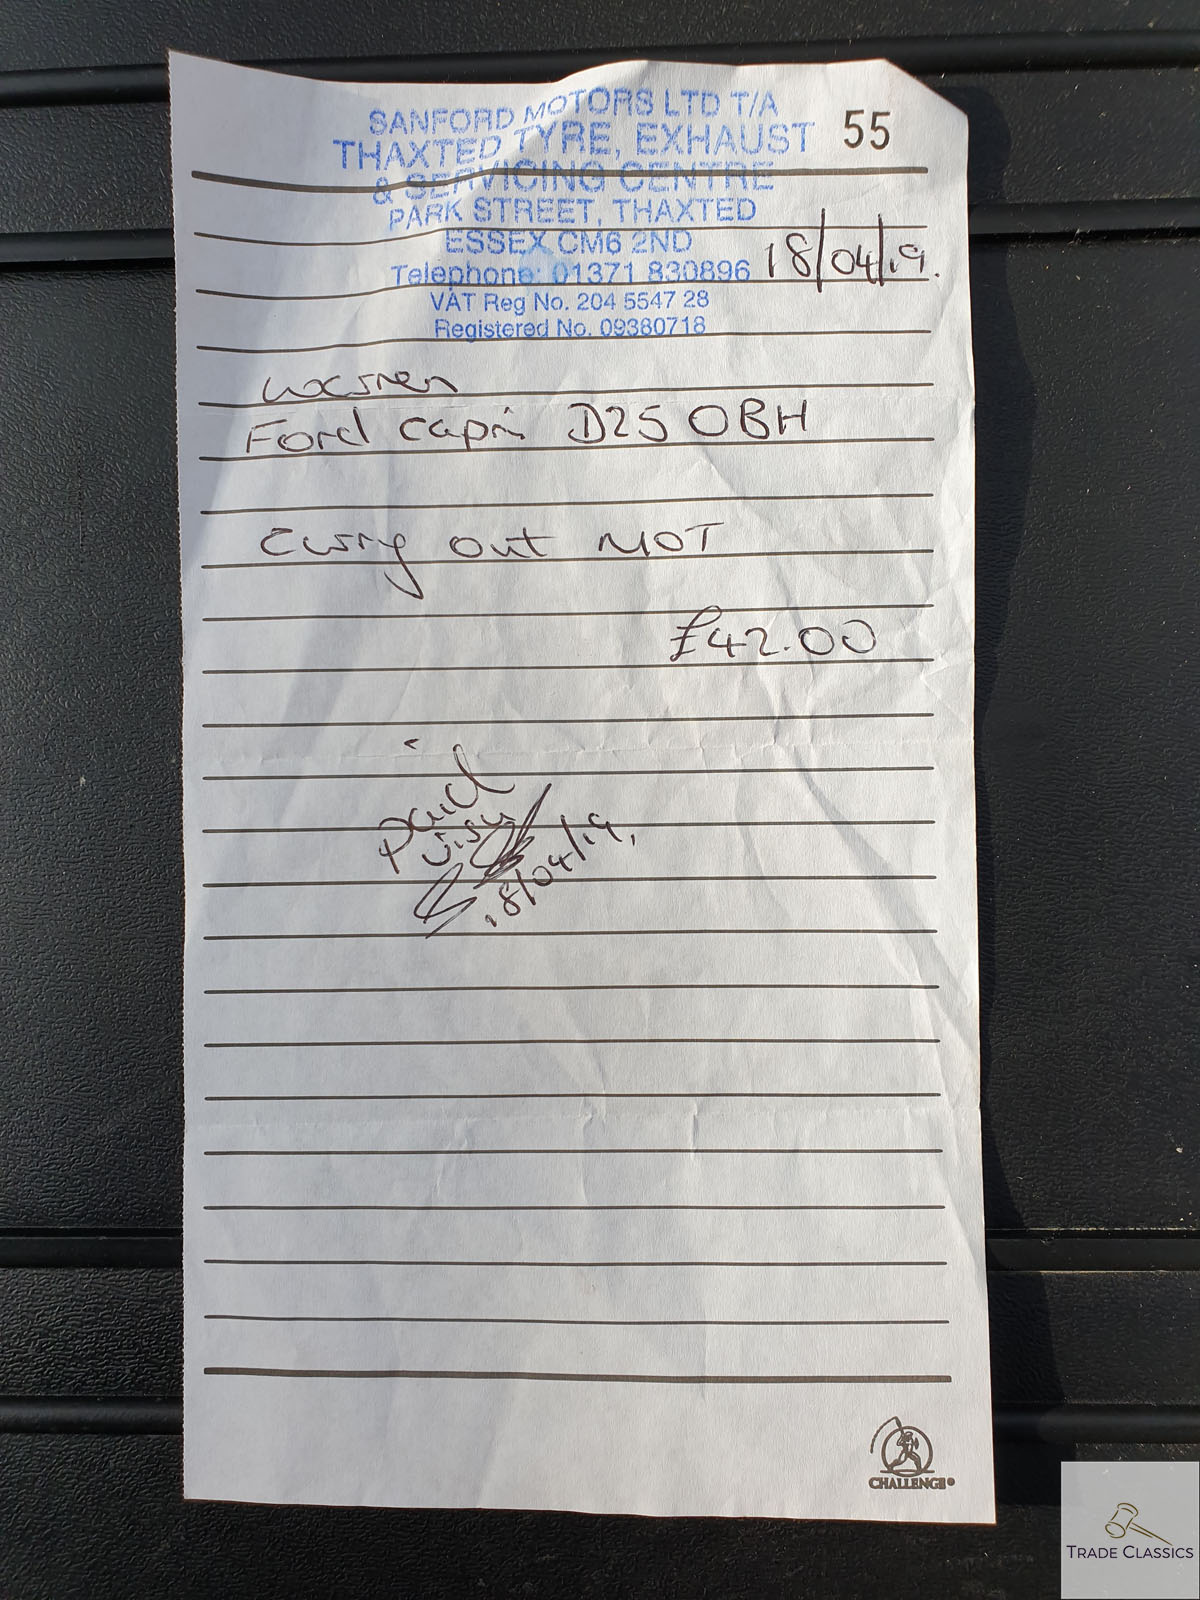 SANFORD MOTORS LTD T/A
THAXTED TYRE, EXHAUST
& SERVICING CENTRE
PARK STREET, THAXTED
ESSEX CM6 2ND
Telephone: 01371 830896
VAT Reg No. 204 5547 28
Registered No. 09380718
55
18/04/19.
Warren
Ford Capri D25 OBH
Carry out MOT
£42.00
Paid
visa
18/04/19,
CHALLENGE®
TRADE CLASSICS